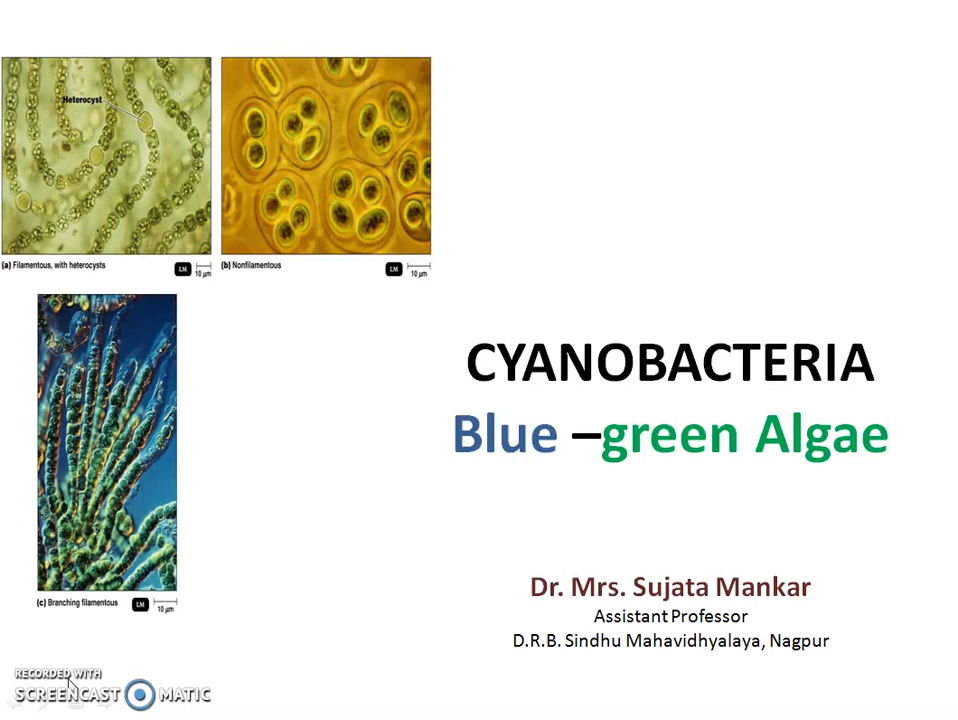 Heterocyst
(a) Filamentous, with heterocysts
LM
10 µm
(b) Nonfilamentous
LM
10 µm
(c) Branching filamentous
LM
10 µm
CYANOBACTERIA
Blue –green Algae
Dr. Mrs. Sujata Mankar
Assistant Professor
D.R.B. Sindhu Mahavidhyalaya, Nagpur
RECORDED WITH
SCREENCAST MATIC